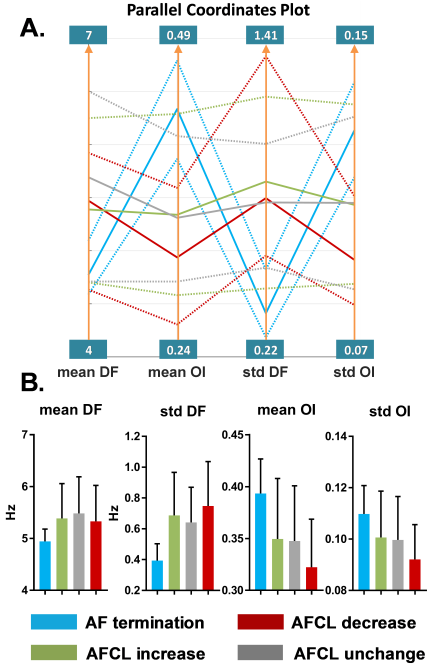 Parallel Coordinates Plot
A.
7 0.49 1.41 0.15
4 0.24 0.22 0.07
mean DF mean OI std DF std OI
B.
mean DF std DF mean OI std OI
7 1.2 0.45 0.14
1.0
6 0.40 0.12
0.8
Hz Hz
0.6
5 0.35 0.10
0.4
4 0.2 0.30 0.08
AF termination AFCL decrease
AFCL increase AFCL unchange